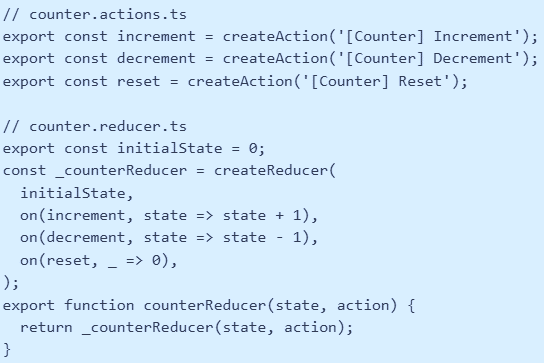 // counter.actions.ts
export const increment = createAction('[Counter] Increment');
export const decrement = createAction('[Counter] Decrement');
export const reset = createAction('[Counter] Reset');

// counter.reducer.ts
export const initialState = 0;
const _counterReducer = createReducer(
  initialState,
  on(increment, state => state + 1),
  on(decrement, state => state - 1),
  on(reset, _ => 0),
);
export function counterReducer(state, action) {
  return _counterReducer(state, action);
}